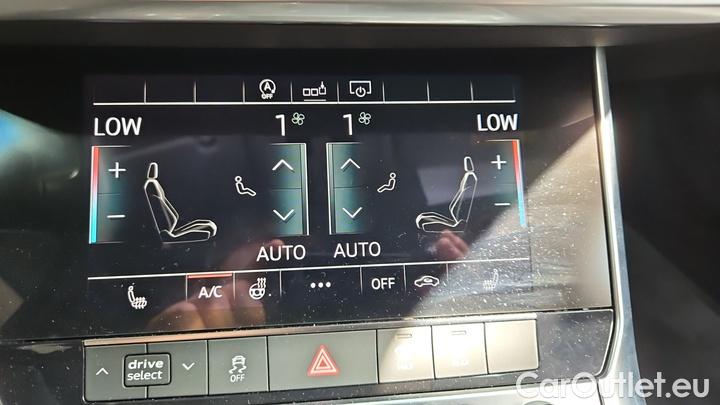 A
OFF
LOW 1 1 LOW
+ +
− −
AUTO AUTO
A/C OFF
drive
select
OFF
CarOutlet.eu